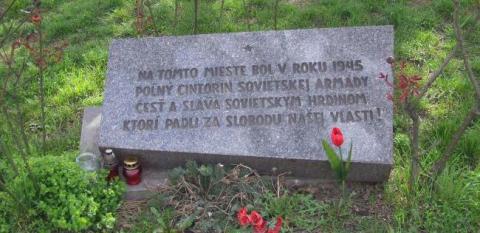 NA TOMTO MIESTE BOL V ROKU 1945
POĽNÝ CINTORÍN SOVIETSKEJ ARMÁDY
ČESŤ A SLÁVA SOVIETSKYM HRDINOM,
KTORÍ PADLI ZA SLOBODU NAŠEJ VLASTI!